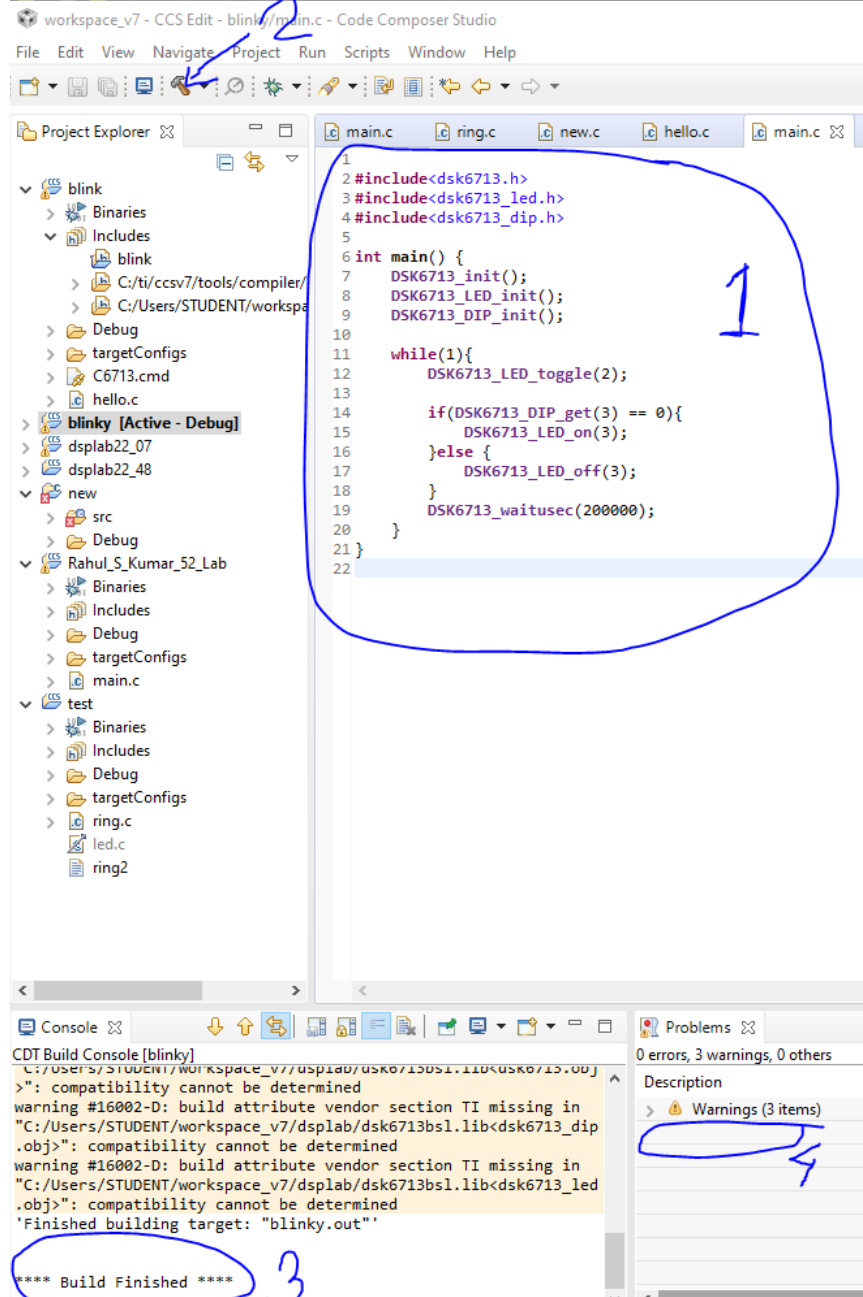 workspace_v7 - CCS Edit - blinky/main.c - Code Composer Studio
2
File Edit View Navigate Project Run Scripts Window Help
Project Explorer
main.c ring.c new.c hello.c main.c
blink
Binaries
Includes
blink
C:/ti/ccsv7/tools/compiler/
C:/Users/STUDENT/workspa
Debug
targetConfigs
C6713.cmd
hello.c
blinky [Active - Debug]
dsplab22_07
dsplab22_48
new
src
Debug
Rahul_S_Kumar_52_Lab
Binaries
Includes
Debug
targetConfigs
main.c
test
Binaries
Includes
Debug
targetConfigs
ring.c
led.c
ring2
1
2 #include<dsk6713.h>
3 #include<dsk6713_led.h>
4 #include<dsk6713_dip.h>
5
6 int main() {
7 DSK6713_init();
8 DSK6713_LED_init();
9 DSK6713_DIP_init();
10
11 while(1){
12 DSK6713_LED_toggle(2);
13
14 if(DSK6713_DIP_get(3) == 0){
15 DSK6713_LED_on(3);
16 }else {
17 DSK6713_LED_off(3);
18 }
19 DSK6713_waitusec(200000);
20 }
21 }
22
1
Console
CDT Build Console [blinky]
"C:/Users/STUDENT/workspace_v7/dsplab/dsk6713bsl.lib<dsk6713.obj
>": compatibility cannot be determined
warning #16002-D: build attribute vendor section TI missing in
"C:/Users/STUDENT/workspace_v7/dsplab/dsk6713bsl.lib<dsk6713_dip
.obj>": compatibility cannot be determined
warning #16002-D: build attribute vendor section TI missing in
"C:/Users/STUDENT/workspace_v7/dsplab/dsk6713bsl.lib<dsk6713_led
.obj>": compatibility cannot be determined
'Finished building target: "blinky.out"'
**** Build Finished ****
3
Problems
0 errors, 3 warnings, 0 others
Description
Warnings (3 items)
4